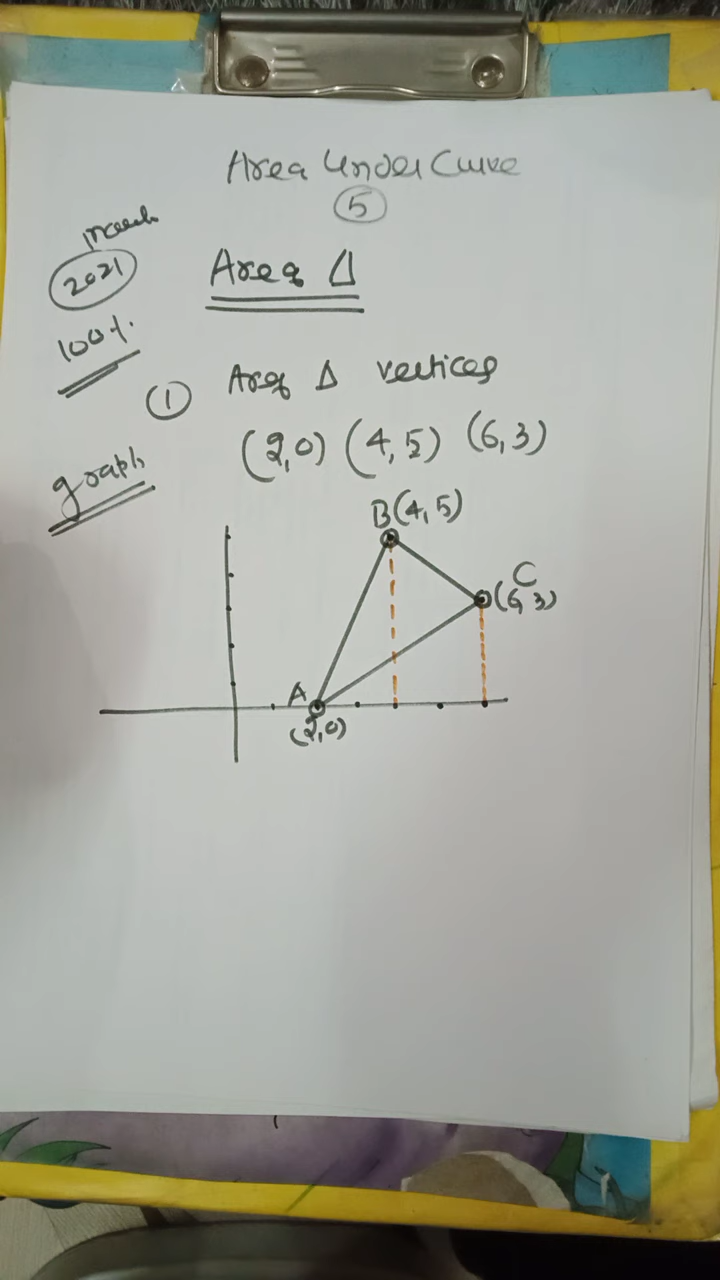 Area Under Curve
5
March
2021
100%
Area Δ
① Area Δ vertices
(2,0) (4,5) (6,3)
graph
B(4,5)
C
(6,3)
A
(2,0)